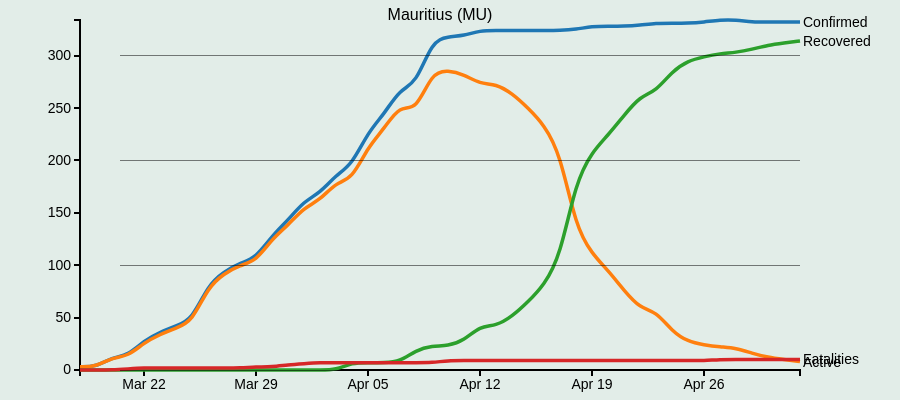 Mauritius (MU)
Confirmed
Recovered
300
250
200
150
100
50
0
Fatalities
Active
Mar 22
Mar 29
Apr 05
Apr 12
Apr 19
Apr 26